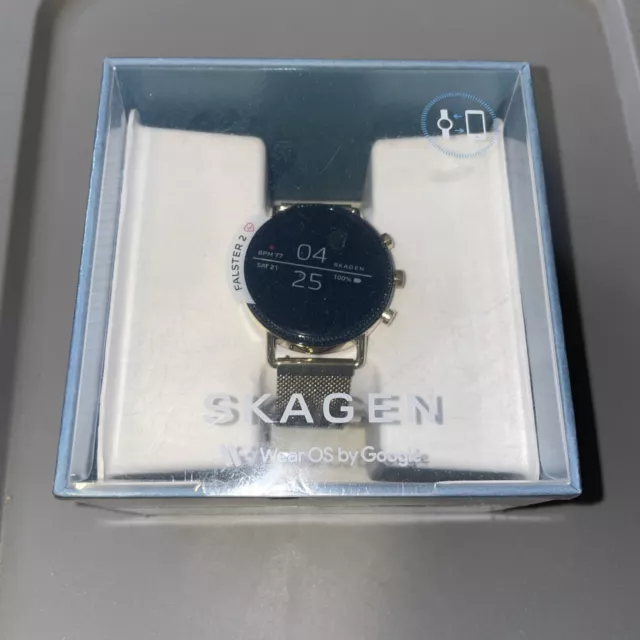 FALSTER 2
BPM 77
SAT 21
04
25
SKAGEN
100%
SKAGEN
Wear OS by Google